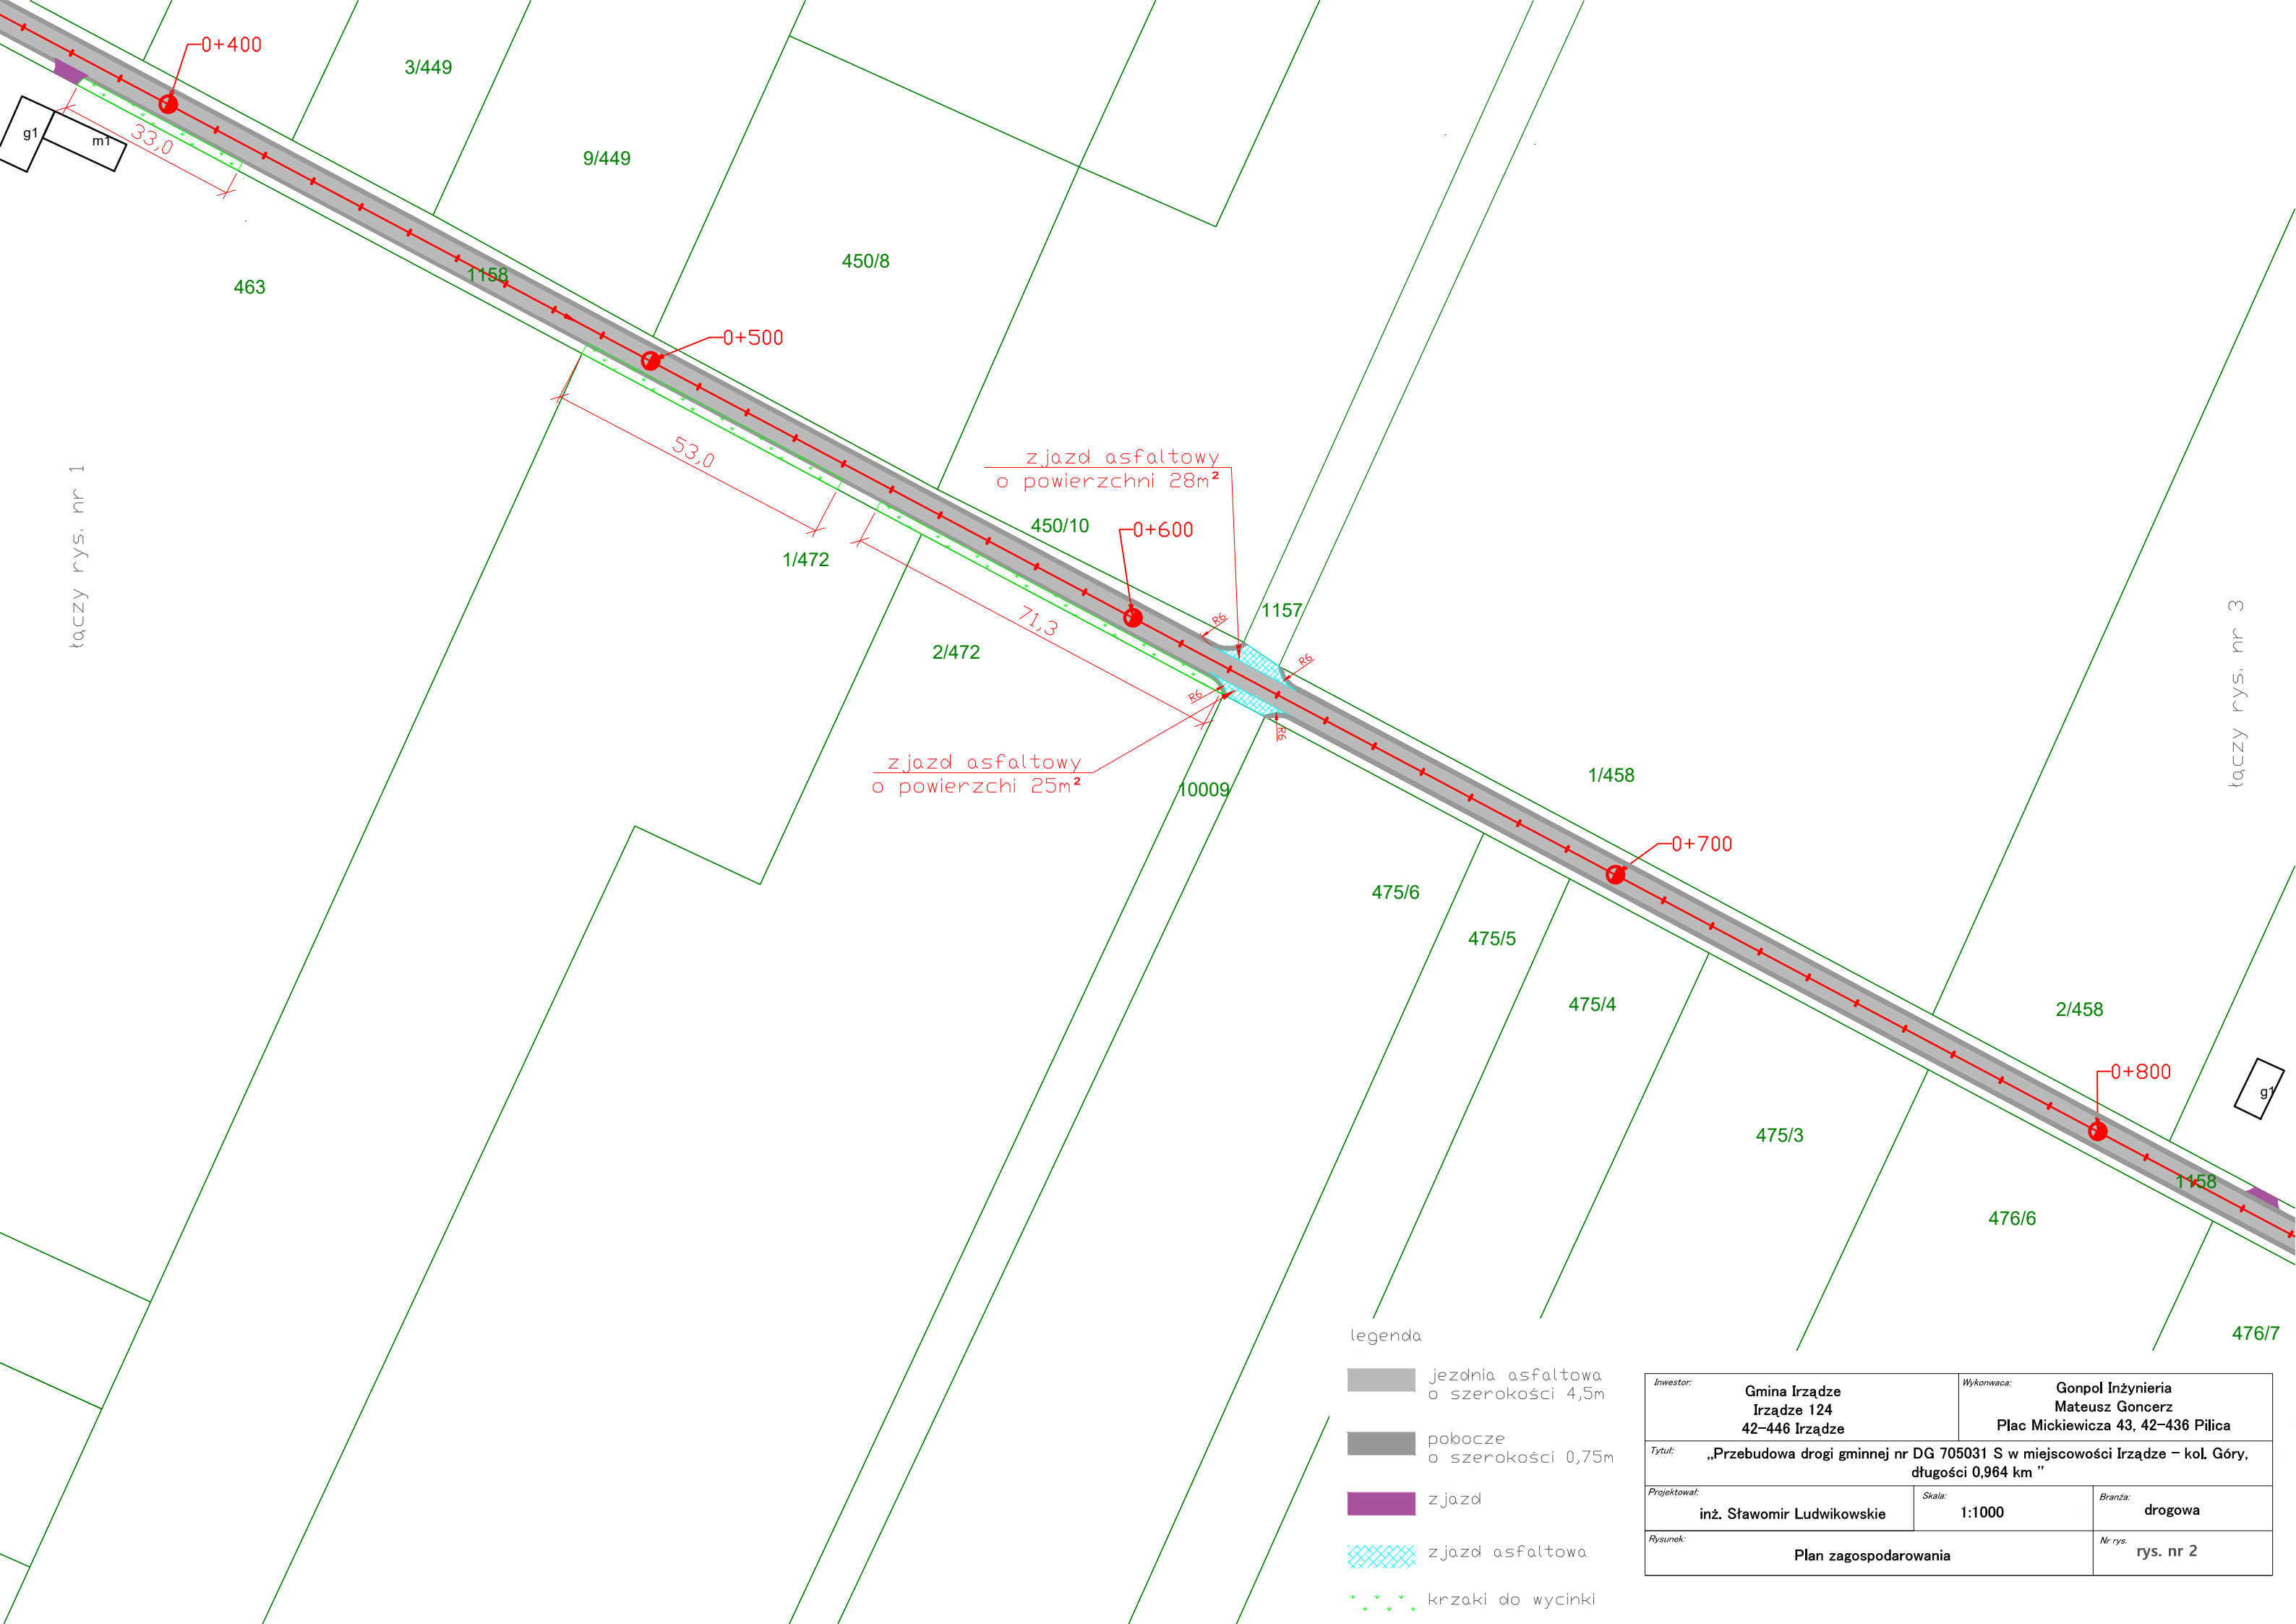 0+400
3/449
g1
m1
33,0
9/449
450/8
1158
463
0+500
53,0
zjazd asfaltowy
o powierzchni 28m²
łączy rys. nr 1
450/10
0+600
1/472
71,3
1157
R6
2/472
R6
R6
R6
łączy rys. nr 3
zjazd asfaltowy
o powierzchi 25m²
10009
1/458
0+700
475/6
475/5
475/4
2/458
0+800
g1
475/3
1158
476/6
476/7
legenda
jezdnia asfaltowa
o szerokości 4,5m
pobocze
o szerokości 0,75m
zjazd
zjazd asfaltowa
krzaki do wycinki
Inwestor:
Gmina Irządze
Irządze 124
42-446 Irządze
Wykonwaca:
Gonpol Inżynieria
Mateusz Goncerz
Plac Mickiewicza 43, 42-436 Pilica
Tytuł:
„Przebudowa drogi gminnej nr DG 705031 S w miejscowości Irządze - kol. Góry,
długości 0,964 km "
Projektował:
inż. Sławomir Ludwikowskie
Skala:
1:1000
Branża:
drogowa
Rysunek:
Plan zagospodarowania
Nr rys.
rys. nr 2